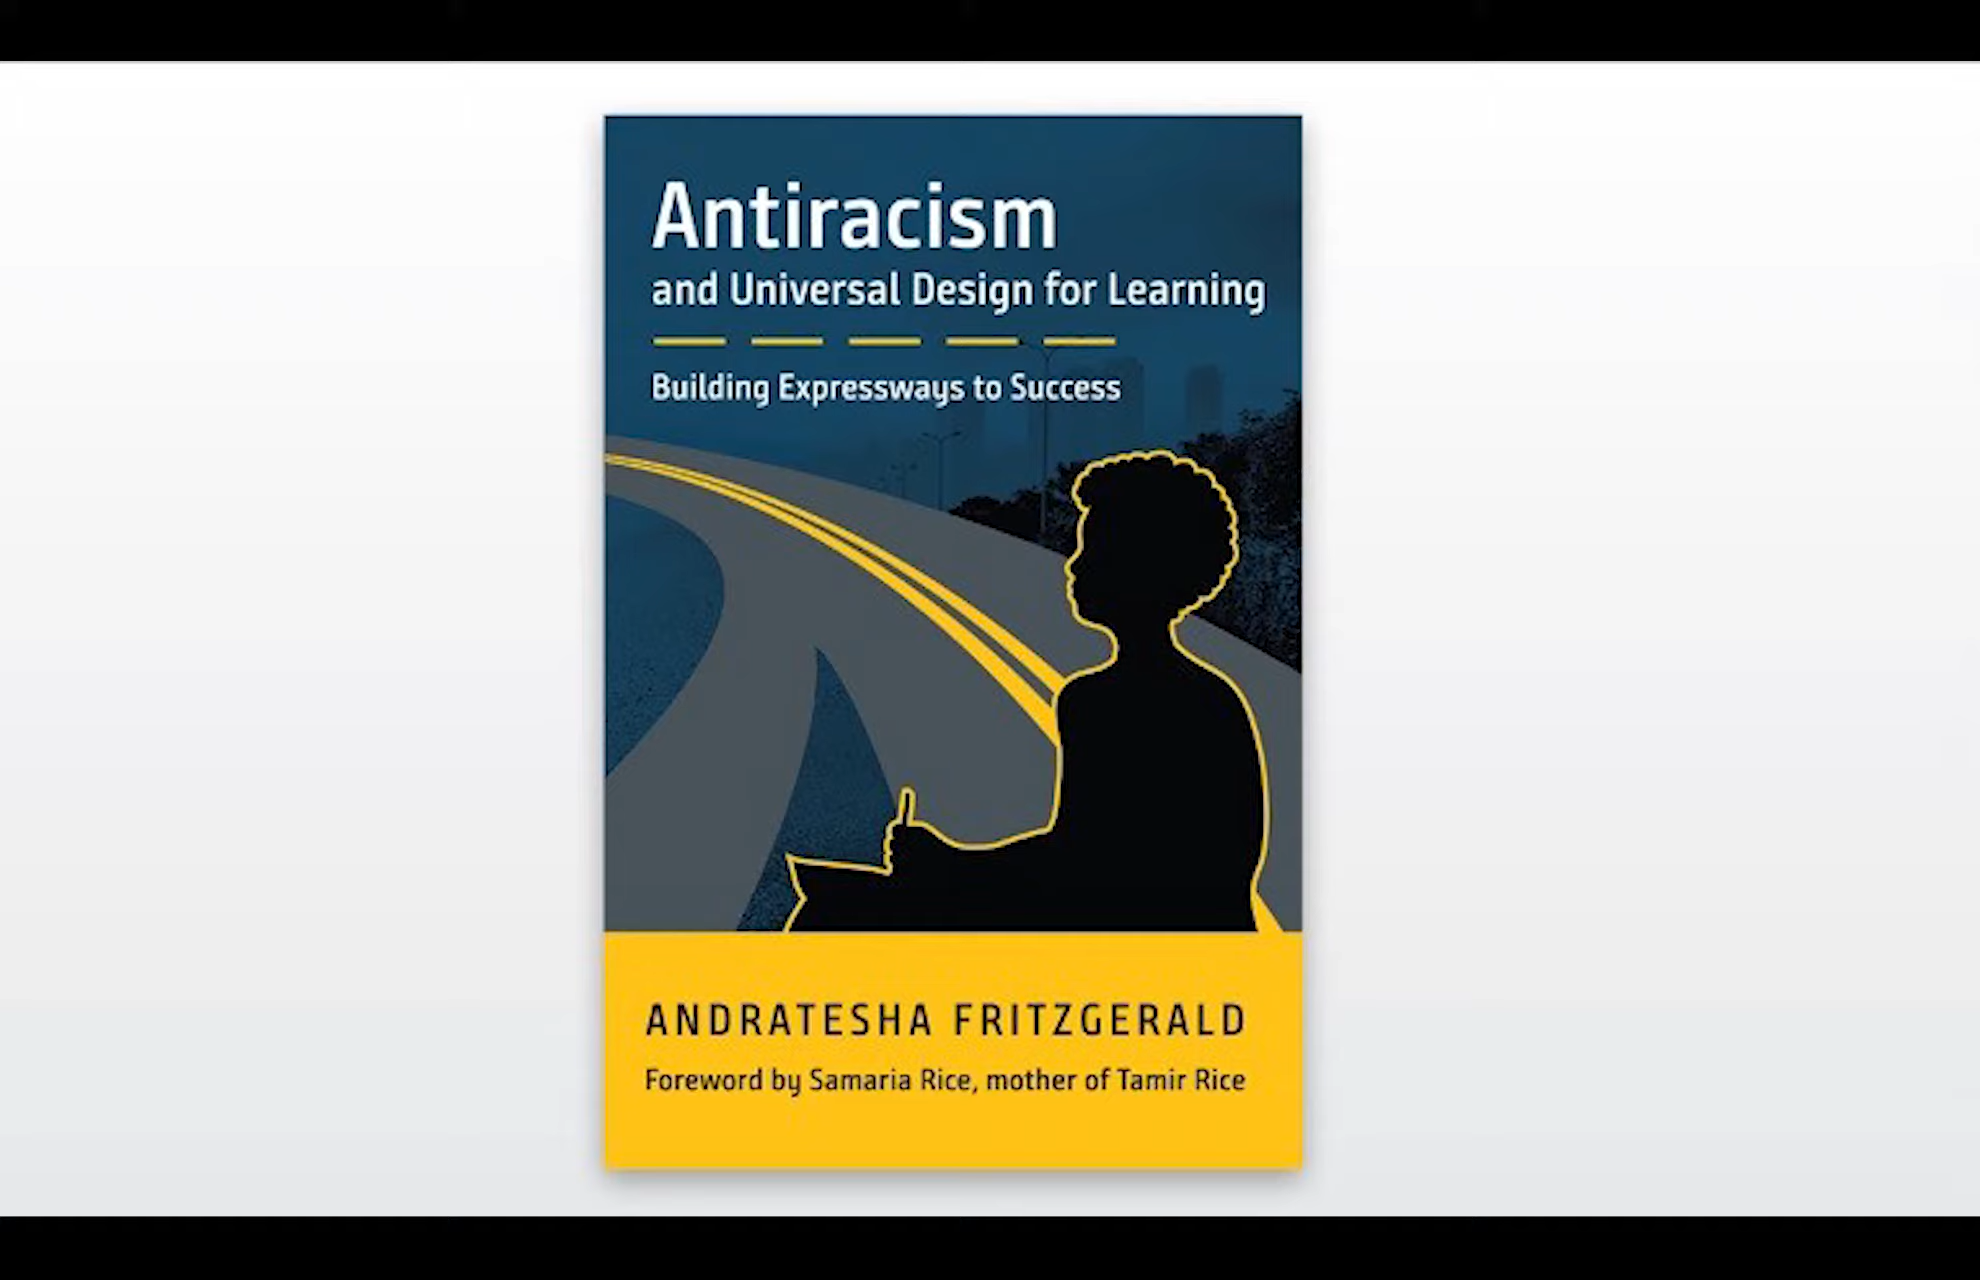 Antiracism
and Universal Design for Learning
Building Expressways to Success
ANDRATESHA FRITZGERALD
Foreword by Samaria Rice, mother of Tamir Rice